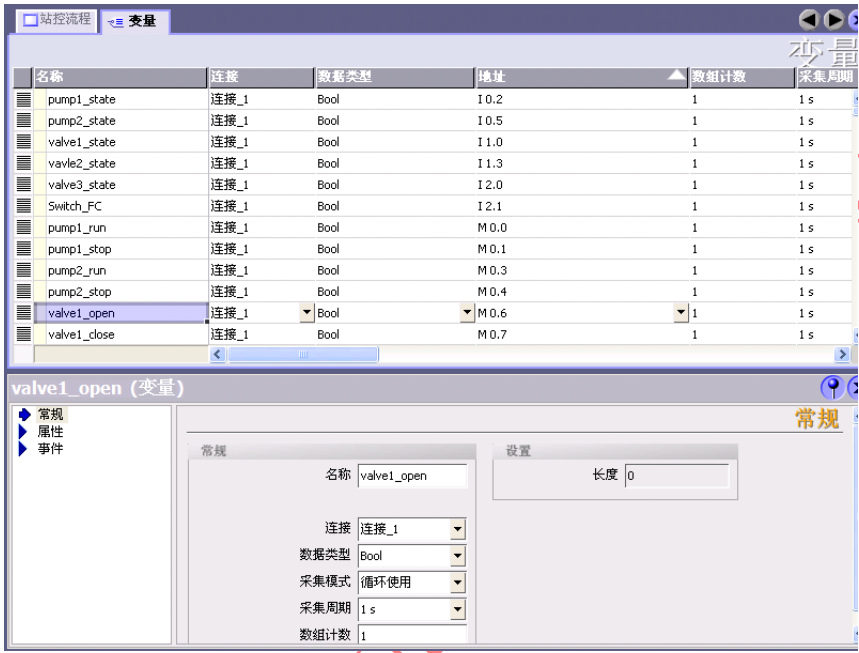 站控流程 变量
变量
名称 连接 数据类型 地址 数组计数 采集周期
pump1_state 连接_1 Bool I 0.2 1 1 s
pump2_state 连接_1 Bool I 0.5 1 1 s
valve1_state 连接_1 Bool I 1.0 1 1 s
vavle2_state 连接_1 Bool I 1.3 1 1 s
valve3_state 连接_1 Bool I 2.0 1 1 s
Switch_FC 连接_1 Bool I 2.1 1 1 s
pump1_run 连接_1 Bool M 0.0 1 1 s
pump1_stop 连接_1 Bool M 0.1 1 1 s
pump2_run 连接_1 Bool M 0.3 1 1 s
pump2_stop 连接_1 Bool M 0.4 1 1 s
valve1_open 连接_1 Bool M 0.6 1 1 s
valve1_close 连接_1 Bool M 0.7 1 1 s
valve1_open (变量)
常规
属性
事件
常规
常规
名称 valve1_open
连接 连接_1
数据类型 Bool
采集模式 循环使用
采集周期 1 s
数组计数 1
设置
长度 0